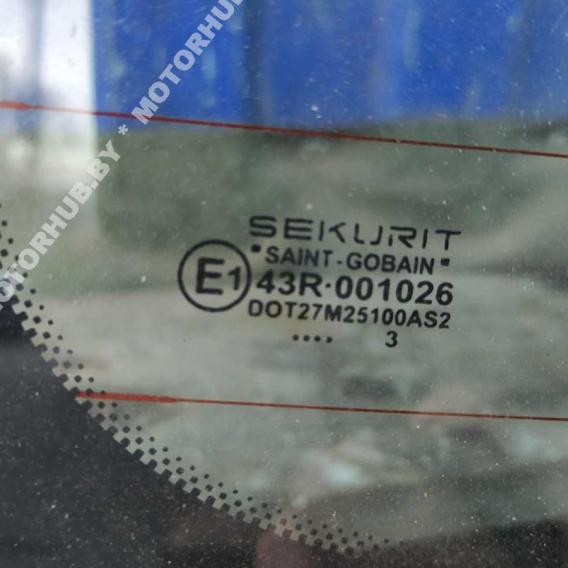 MOTORHUB.BY * MOTORHUB
SEKURIT
"SAINT-GOBAIN"
E1 43R-001026
DOT27M25100AS2
.... 3